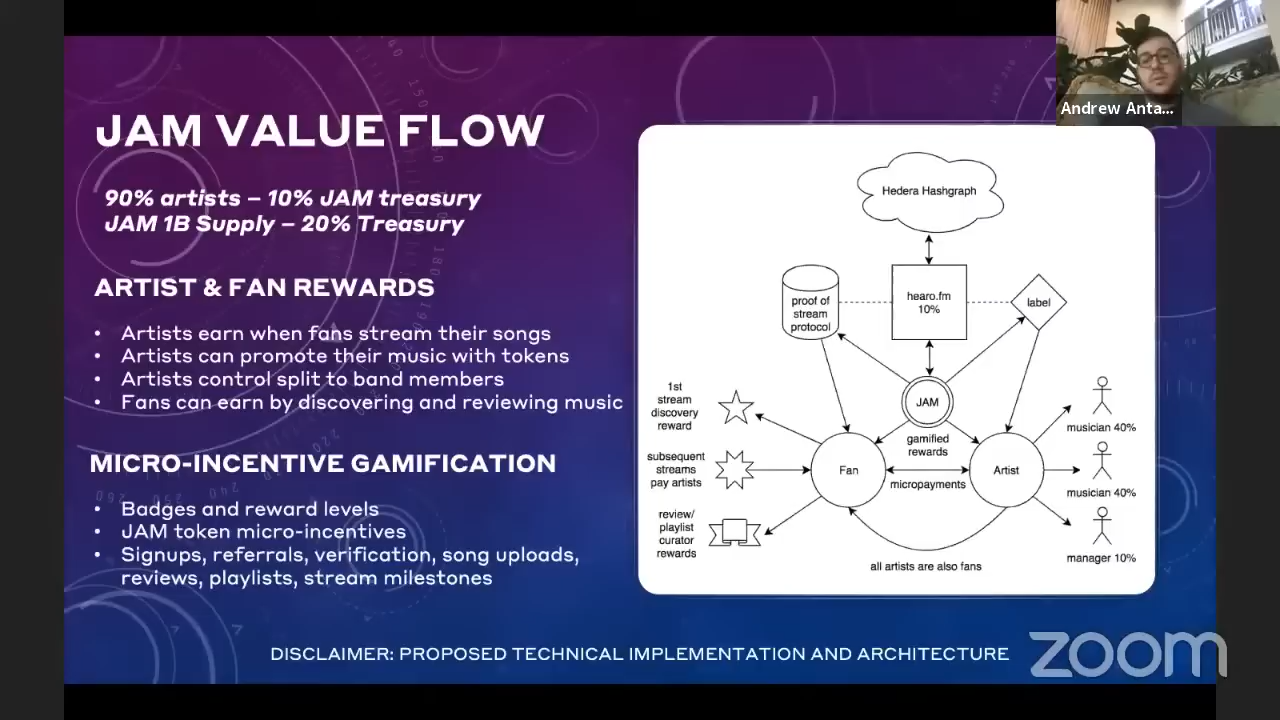 Andrew Anta...
JAM VALUE FLOW
90% artists – 10% JAM treasury
JAM 1B Supply – 20% Treasury
ARTIST & FAN REWARDS
• Artists earn when fans stream their songs
• Artists can promote their music with tokens
• Artists control split to band members
• Fans can earn by discovering and reviewing music
MICRO-INCENTIVE GAMIFICATION
• Badges and reward levels
• JAM token micro-incentives
• Signups, referrals, verification, song uploads,
reviews, playlists, stream milestones
Hedera Hashgraph
proof of
stream
protocol
hearo.fm
10%
label
JAM
gamified
rewards
1st
stream
discovery
reward
subsequent
streams
pay artists
review/
playlist
curator
rewards
Fan
micropayments
Artist
musician 40%
musician 40%
manager 10%
all artists are also fans
DISCLAIMER: PROPOSED TECHNICAL IMPLEMENTATION AND ARCHITECTURE
zoom